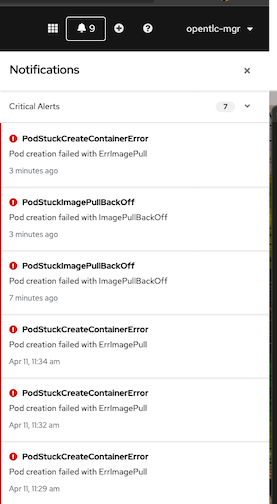 9
opentlc-mgr
Notifications
Critical Alerts 7
PodStuckCreateContainerError
Pod creation failed with ErrImagePull
3 minutes ago
PodStuckImagePullBackOff
Pod creation failed with ImagePullBackOff
3 minutes ago
PodStuckImagePullBackOff
Pod creation failed with ImagePullBackOff
7 minutes ago
PodStuckCreateContainerError
Pod creation failed with ErrImagePull
Apr 11, 11:34 am
PodStuckCreateContainerError
Pod creation failed with ErrImagePull
Apr 11, 11:32 am
PodStuckCreateContainerError
Pod creation failed with ErrImagePull
Apr 11, 11:29 am